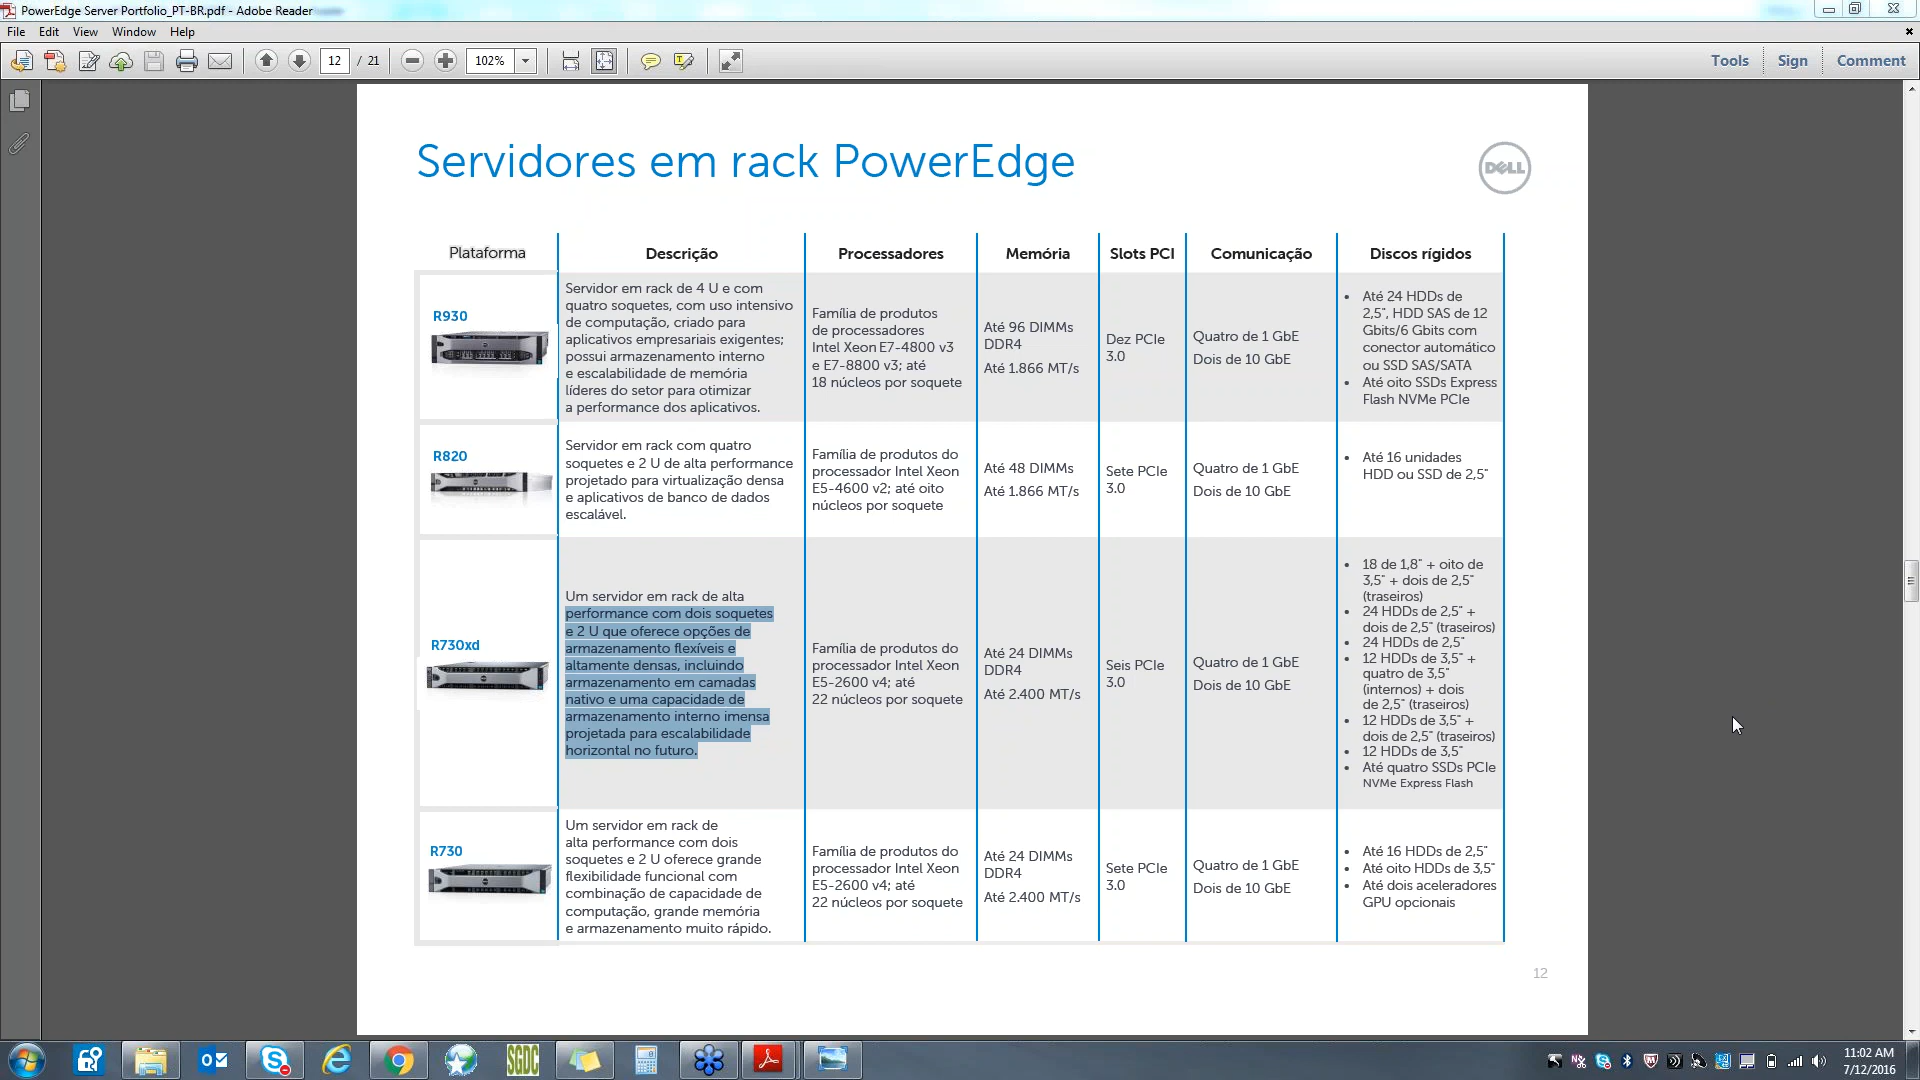 PowerEdge Server Portfolio_PT-BR.pdf - Adobe Reader
File Edit View Window Help
12 / 21 102% Tools Sign Comment
Servidores em rack PowerEdge
DELL
Plataforma
Descrição
Processadores
Memória
Slots PCI
Comunicação
Discos rígidos
R930
Servidor em rack de 4 U e com
quatro soquetes, com uso intensivo
de computação, criado para
aplicativos empresariais exigentes;
possui armazenamento interno
e escalabilidade de memória
líderes do setor para otimizar
a performance dos aplicativos.
Família de produtos
de processadores
Intel Xeon E7-4800 v3
e E7-8800 v3; até
18 núcleos por soquete
Até 96 DIMMs
DDR4
Até 1.866 MT/s
Dez PCIe
3.0
Quatro de 1 GbE
Dois de 10 GbE
• Até 24 HDDs de
2,5", HDD SAS de 12
Gbits/6 Gbits com
conector automático
ou SSD SAS/SATA
• Até oito SSDs Express
Flash NVMe PCIe
R820
Servidor em rack com quatro
soquetes e 2 U de alta performance
projetado para virtualização densa
e aplicativos de banco de dados
escalável.
Família de produtos do
processador Intel Xeon
E5-4600 v2; até oito
núcleos por soquete
Até 48 DIMMs
Até 1.866 MT/s
Sete PCIe
3.0
Quatro de 1 GbE
Dois de 10 GbE
• Até 16 unidades
HDD ou SSD de 2,5"
R730xd
Um servidor em rack de alta
performance com dois soquetes
e 2 U que oferece opções de
armazenamento flexíveis e
altamente densas, incluindo
armazenamento em camadas
nativo e uma capacidade de
armazenamento interno imensa
projetada para escalabilidade
horizontal no futuro.
Família de produtos do
processador Intel Xeon
E5-2600 v4; até
22 núcleos por soquete
Até 24 DIMMs
DDR4
Até 2.400 MT/s
Seis PCIe
3.0
Quatro de 1 GbE
Dois de 10 GbE
• 18 de 1,8" + oito de
3,5" + dois de 2,5"
(traseiros)
• 24 HDDs de 2,5" +
dois de 2,5" (traseiros)
• 24 HDDs de 2,5"
• 12 HDDs de 3,5" +
quatro de 3,5"
(internos) + dois
de 2,5" (traseiros)
• 12 HDDs de 3,5" +
dois de 2,5" (traseiros)
• 12 HDDs de 3,5"
• Até quatro SSDs PCIe
NVMe Express Flash
R730
Um servidor em rack de
alta performance com dois
soquetes e 2 U oferece grande
flexibilidade funcional com
combinação de capacidade de
computação, grande memória
e armazenamento muito rápido.
Família de produtos do
processador Intel Xeon
E5-2600 v4; até
22 núcleos por soquete
Até 24 DIMMs
DDR4
Até 2.400 MT/s
Sete PCIe
3.0
Quatro de 1 GbE
Dois de 10 GbE
• Até 16 HDDs de 2,5"
• Até oito HDDs de 3,5"
• Até dois aceleradores
GPU opcionais
12
SGDC
11:02 AM
7/12/2016